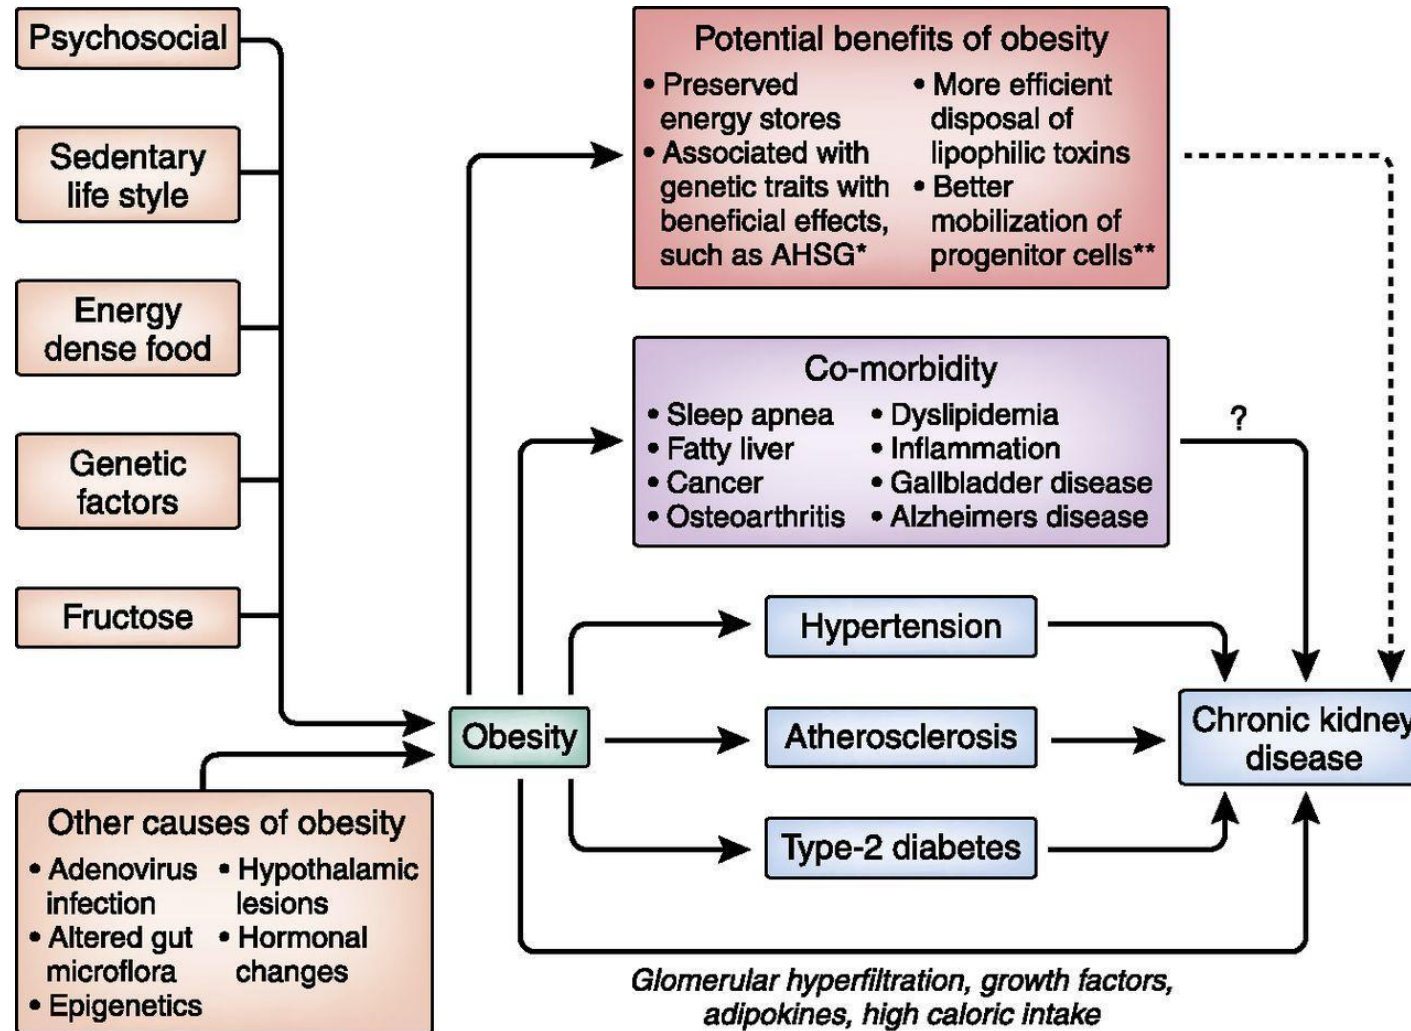 Psychosocial
Sedentary
life style
Energy
dense food
Genetic
factors
Fructose
Other causes of obesity
• Adenovirus
infection
• Altered gut
microflora
• Epigenetics
• Hypothalamic
lesions
• Hormonal
changes
Obesity
Potential benefits of obesity
• Preserved
energy stores
• Associated with
genetic traits with
beneficial effects,
such as AHSG*
• More efficient
disposal of
lipophilic toxins
• Better
mobilization of
progenitor cells**
Co-morbidity
• Sleep apnea
• Fatty liver
• Cancer
• Osteoarthritis
• Dyslipidemia
• Inflammation
• Gallbladder disease
• Alzheimers disease
?
Hypertension
Atherosclerosis
Type-2 diabetes
Chronic kidney
disease
Glomerular hyperfiltration, growth factors,
adipokines, high caloric intake